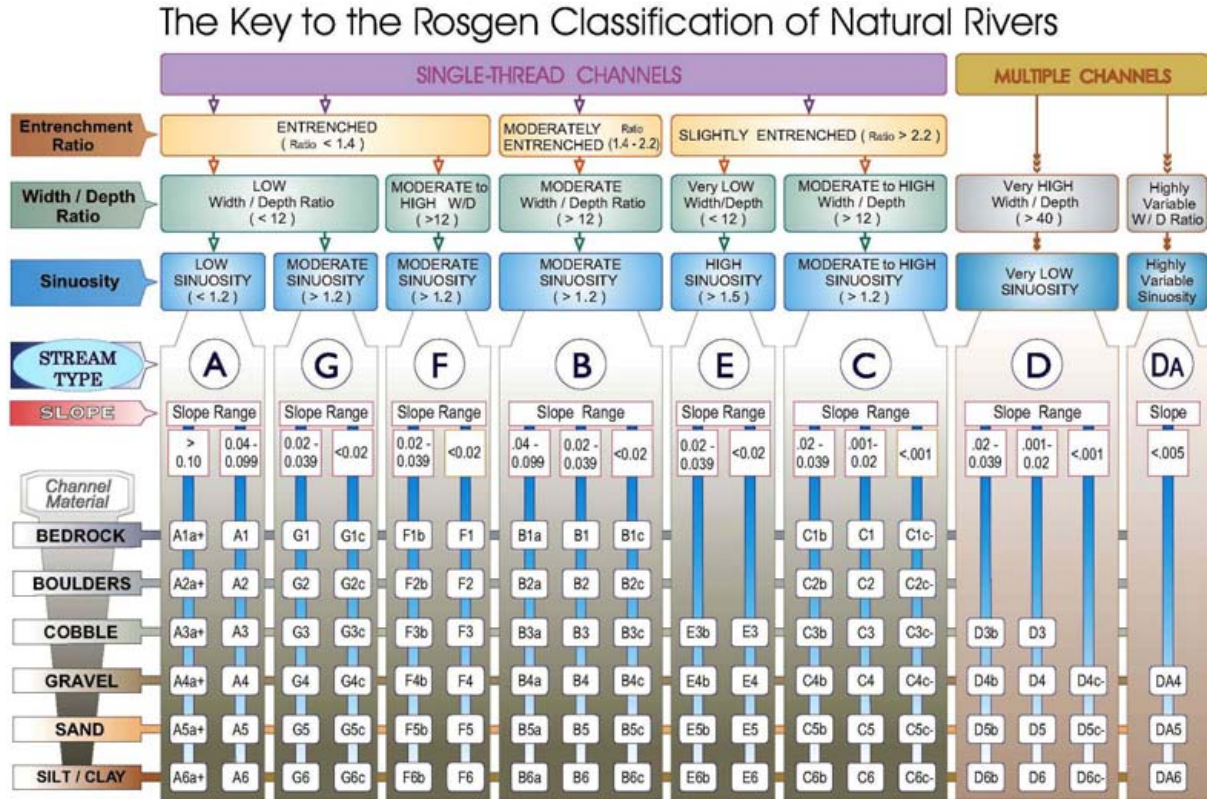 The Key to the Rosgen Classification of Natural Rivers
SINGLE-THREAD CHANNELS
MULTIPLE CHANNELS
Entrenchment
Ratio
ENTRENCHED
( Ratio < 1.4 )
MODERATELY Ratio
ENTRENCHED (1.4 - 2.2)
SLIGHTLY ENTRENCHED ( Ratio > 2.2 )
Width / Depth
Ratio
LOW
Width / Depth Ratio
( < 12 )
MODERATE to
HIGH W/D
( >12 )
MODERATE
Width / Depth Ratio
( > 12 )
Very LOW
Width/Depth
( < 12 )
MODERATE to HIGH
Width / Depth
( > 12 )
Very HIGH
Width / Depth
( > 40 )
Highly
Variable
W/ D Ratio
Sinuosity
LOW
SINUOSITY
( < 1.2 )
MODERATE
SINUOSITY
( > 1.2 )
MODERATE
SINUOSITY
( > 1.2 )
MODERATE
SINUOSITY
( > 1.2 )
HIGH
SINUOSITY
( > 1.5 )
MODERATE to HIGH
SINUOSITY
( > 1.2 )
Very LOW
SINUOSITY
Highly
Variable
Sinuosity
STREAM
TYPE
A G F B E C D DA
SLOPE
Slope Range Slope Range Slope Range Slope Range Slope Range Slope Range Slope Range Slope
>
0.10
0.04 -
0.099
0.02 -
0.039
<0.02
0.02 -
0.039
<0.02
.04 -
0.099
0.02 -
0.039
<0.02
0.02 -
0.039
<0.02
.02 -
0.039
.001-
0.02
<.001
.02 -
0.039
.001-
0.02
<.001
<.005
Channel
Material
BEDROCK A1a+ A1 G1 G1c F1b F1 B1a B1 B1c C1b C1 C1c-
BOULDERS A2a+ A2 G2 G2c F2b F2 B2a B2 B2c C2b C2 C2c-
COBBLE A3a+ A3 G3 G3c F3b F3 B3a B3 B3c E3b E3 C3b C3 C3c- D3b D3
GRAVEL A4a+ A4 G4 G4c F4b F4 B4a B4 B4c E4b E4 C4b C4 C4c- D4b D4 D4c- DA4
SAND A5a+ A5 G5 G5c F5b F5 B5a B5 B5c E5b E5 C5b C5 C5c- D5b D5 D5c- DA5
SILT / CLAY A6a+ A6 G6 G6c F6b F6 B6a B6 B6c E6b E6 C6b C6 C6c- D6b D6 D6c- DA6